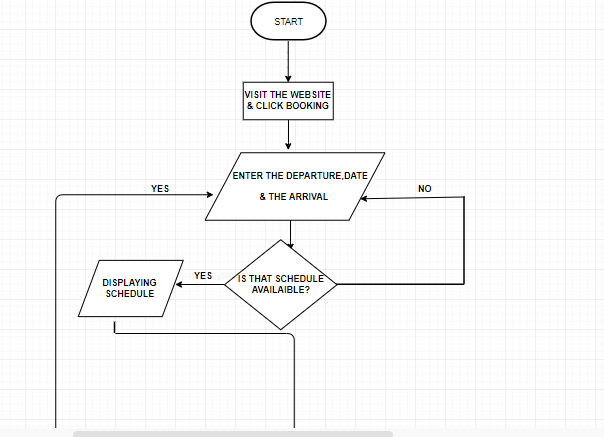 START
VISIT THE WEBSITE
& CLICK BOOKING
ENTER THE DEPARTURE,DATE
& THE ARRIVAL
YES
NO
IS THAT SCHEDULE
AVAILAIBLE?
YES
DISPLAYING
SCHEDULE